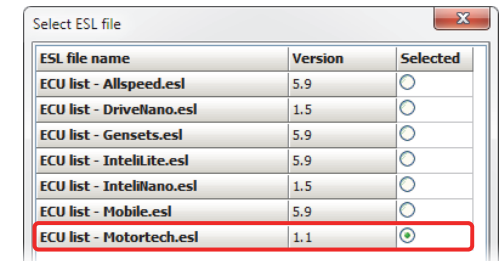 Select ESL file
ESL file name Version Selected
ECU list - Allspeed.esl 5.9
ECU list - DriveNano.esl 1.5
ECU list - Gensets.esl 5.9
ECU list - InteliLite.esl 5.9
ECU list - InteliNano.esl 1.5
ECU list - Mobile.esl 5.9
ECU list - Motortech.esl 1.1